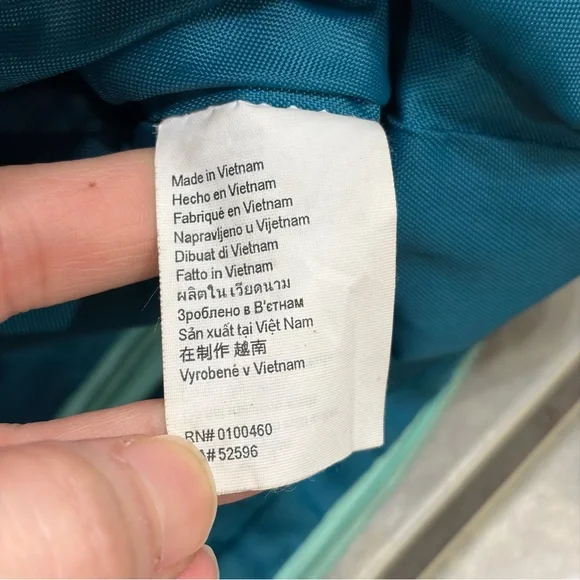 Made in Vietnam
Hecho en Vietnam
Fabriqué en Vietnam
Napravljeno u Vijetnam
Dibuat di Vietnam
Fatto in Vietnam
ผลิตใน เวียดนาม
Зроблено в В'єтнам
Sản xuất tại Việt Nam
在制作 越南
Vyrobené v Vietnam
RN# 0100460
A# 52596